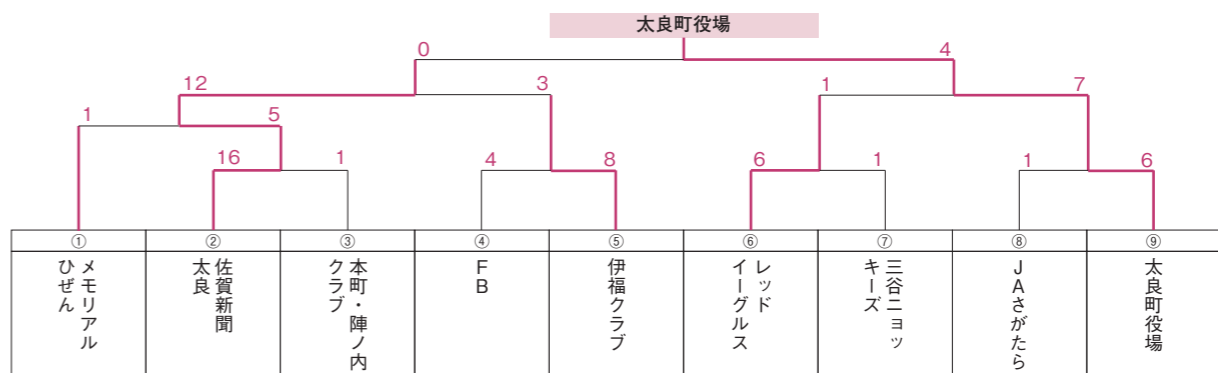 太良町役場
0 4
12 3 1 7
1 5
16 1 4 8 6 1 1 6
① ② ③ ④ ⑤ ⑥ ⑦ ⑧ ⑨
メモリアル
ひぜん
佐賀新聞
太良
本町・陣ノ内
クラブ
FB
伊福クラブ
レッド
イーグルス
三谷ニョッ
キーズ
JAさがたら
太良町役場